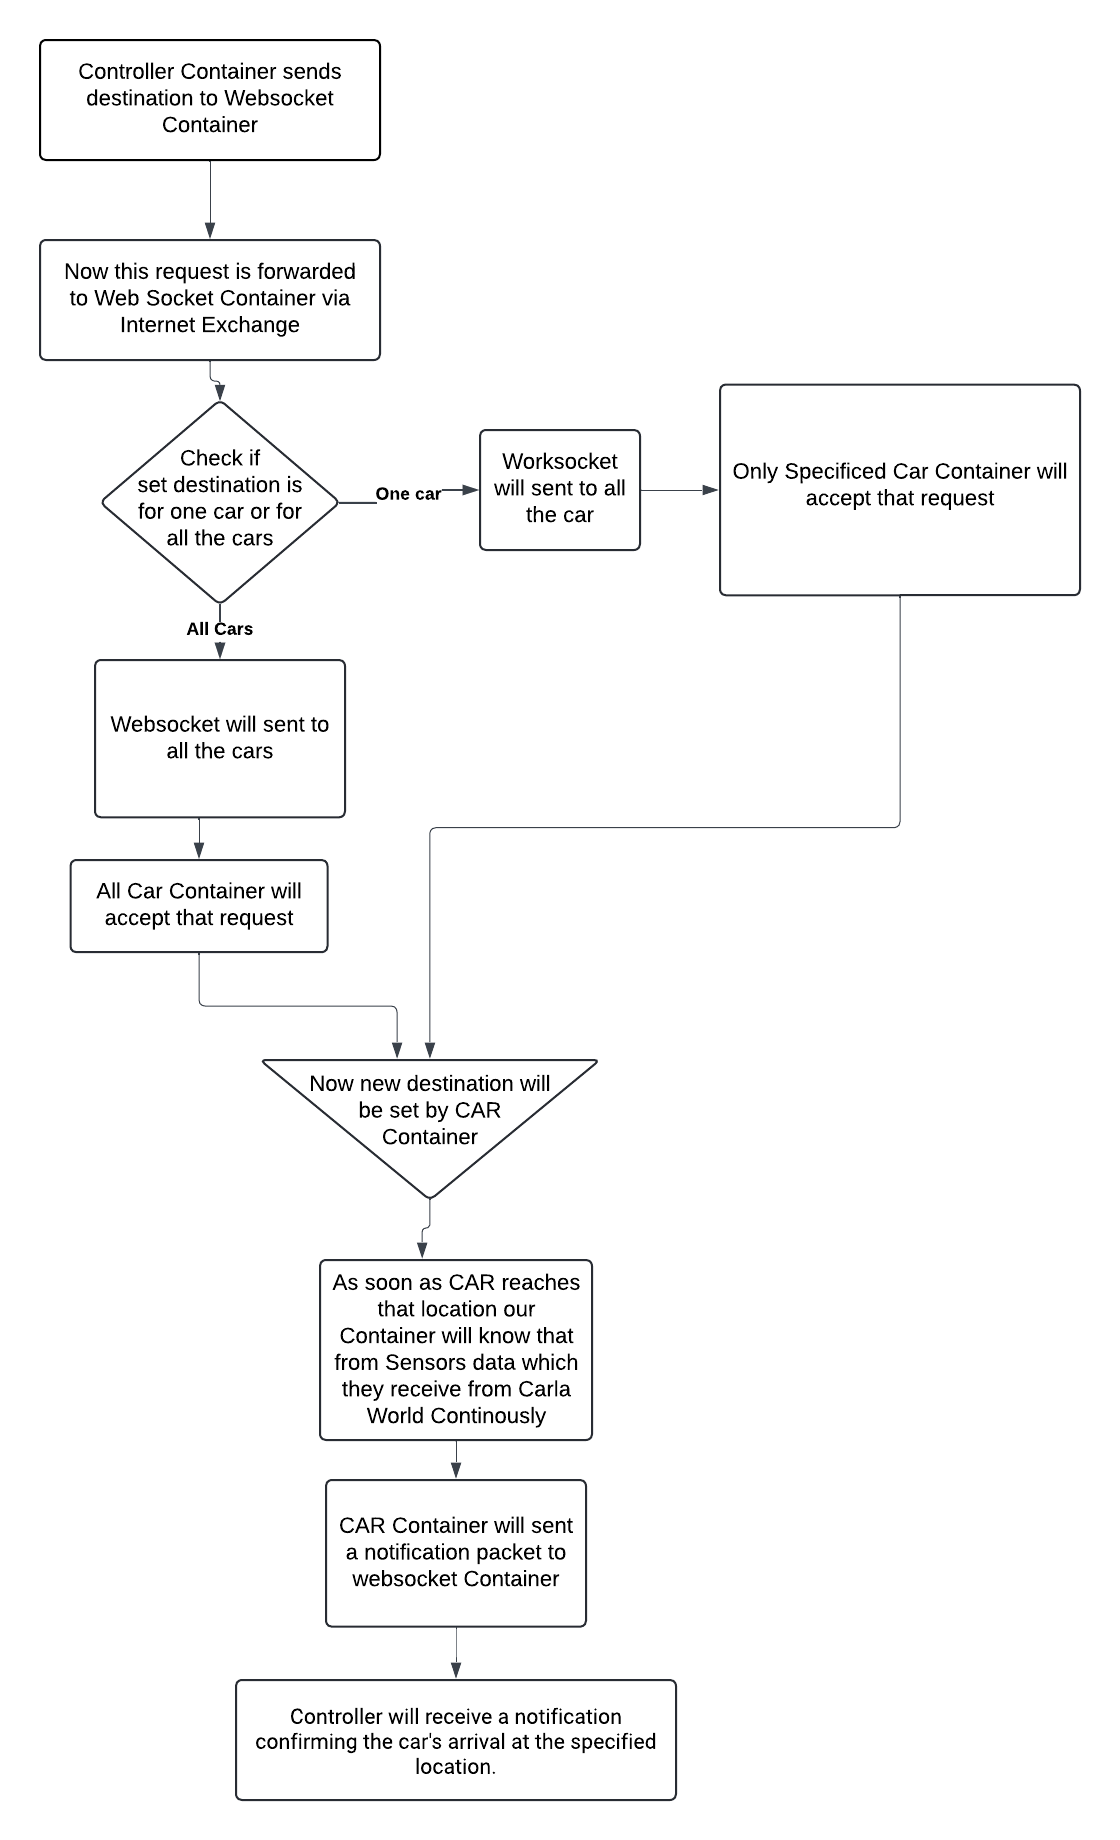 Controller Container sends
destination to Websocket
Container
Now this request is forwarded
to Web Socket Container via
Internet Exchange
Check if
set destination is
for one car or for
all the cars
One car
Worksocket
will sent to all
the car
Only Specificed Car Container will
accept that request
All Cars
Websocket will sent to
all the cars
All Car Container will
accept that request
Now new destination will
be set by CAR
Container
As soon as CAR reaches
that location our
Container will know that
from Sensors data which
they receive from Carla
World Continously
CAR Container will sent
a notification packet to
websocket Container
Controller will receive a notification
confirming the car's arrival at the specified
location.